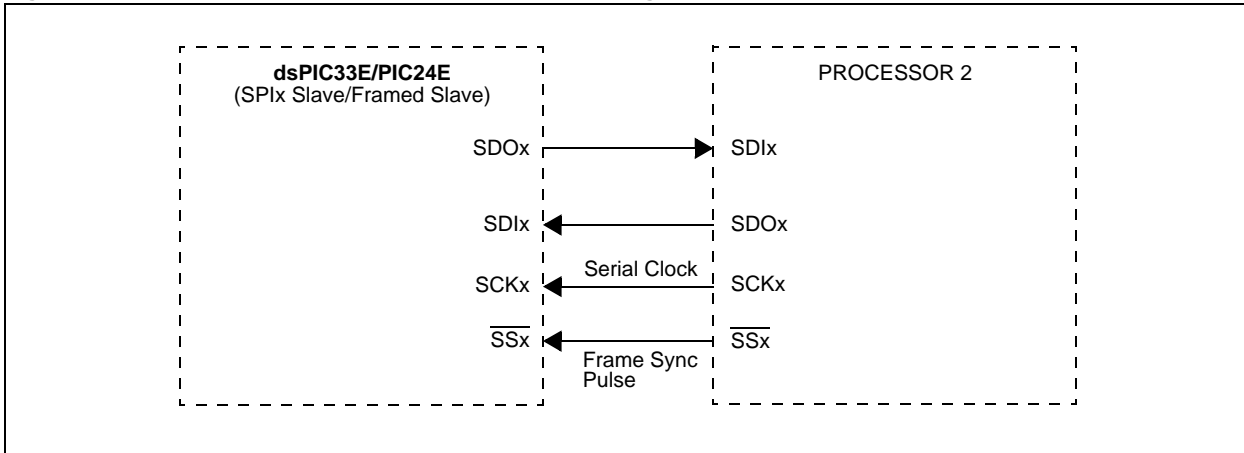 dsPIC33E/PIC24E
(SPIx Slave/Framed Slave)
PROCESSOR 2
SDOx
SDIx
SDIx
SDOx
SCKx
Serial Clock
SCKx
SSx
Frame Sync
Pulse
SSx